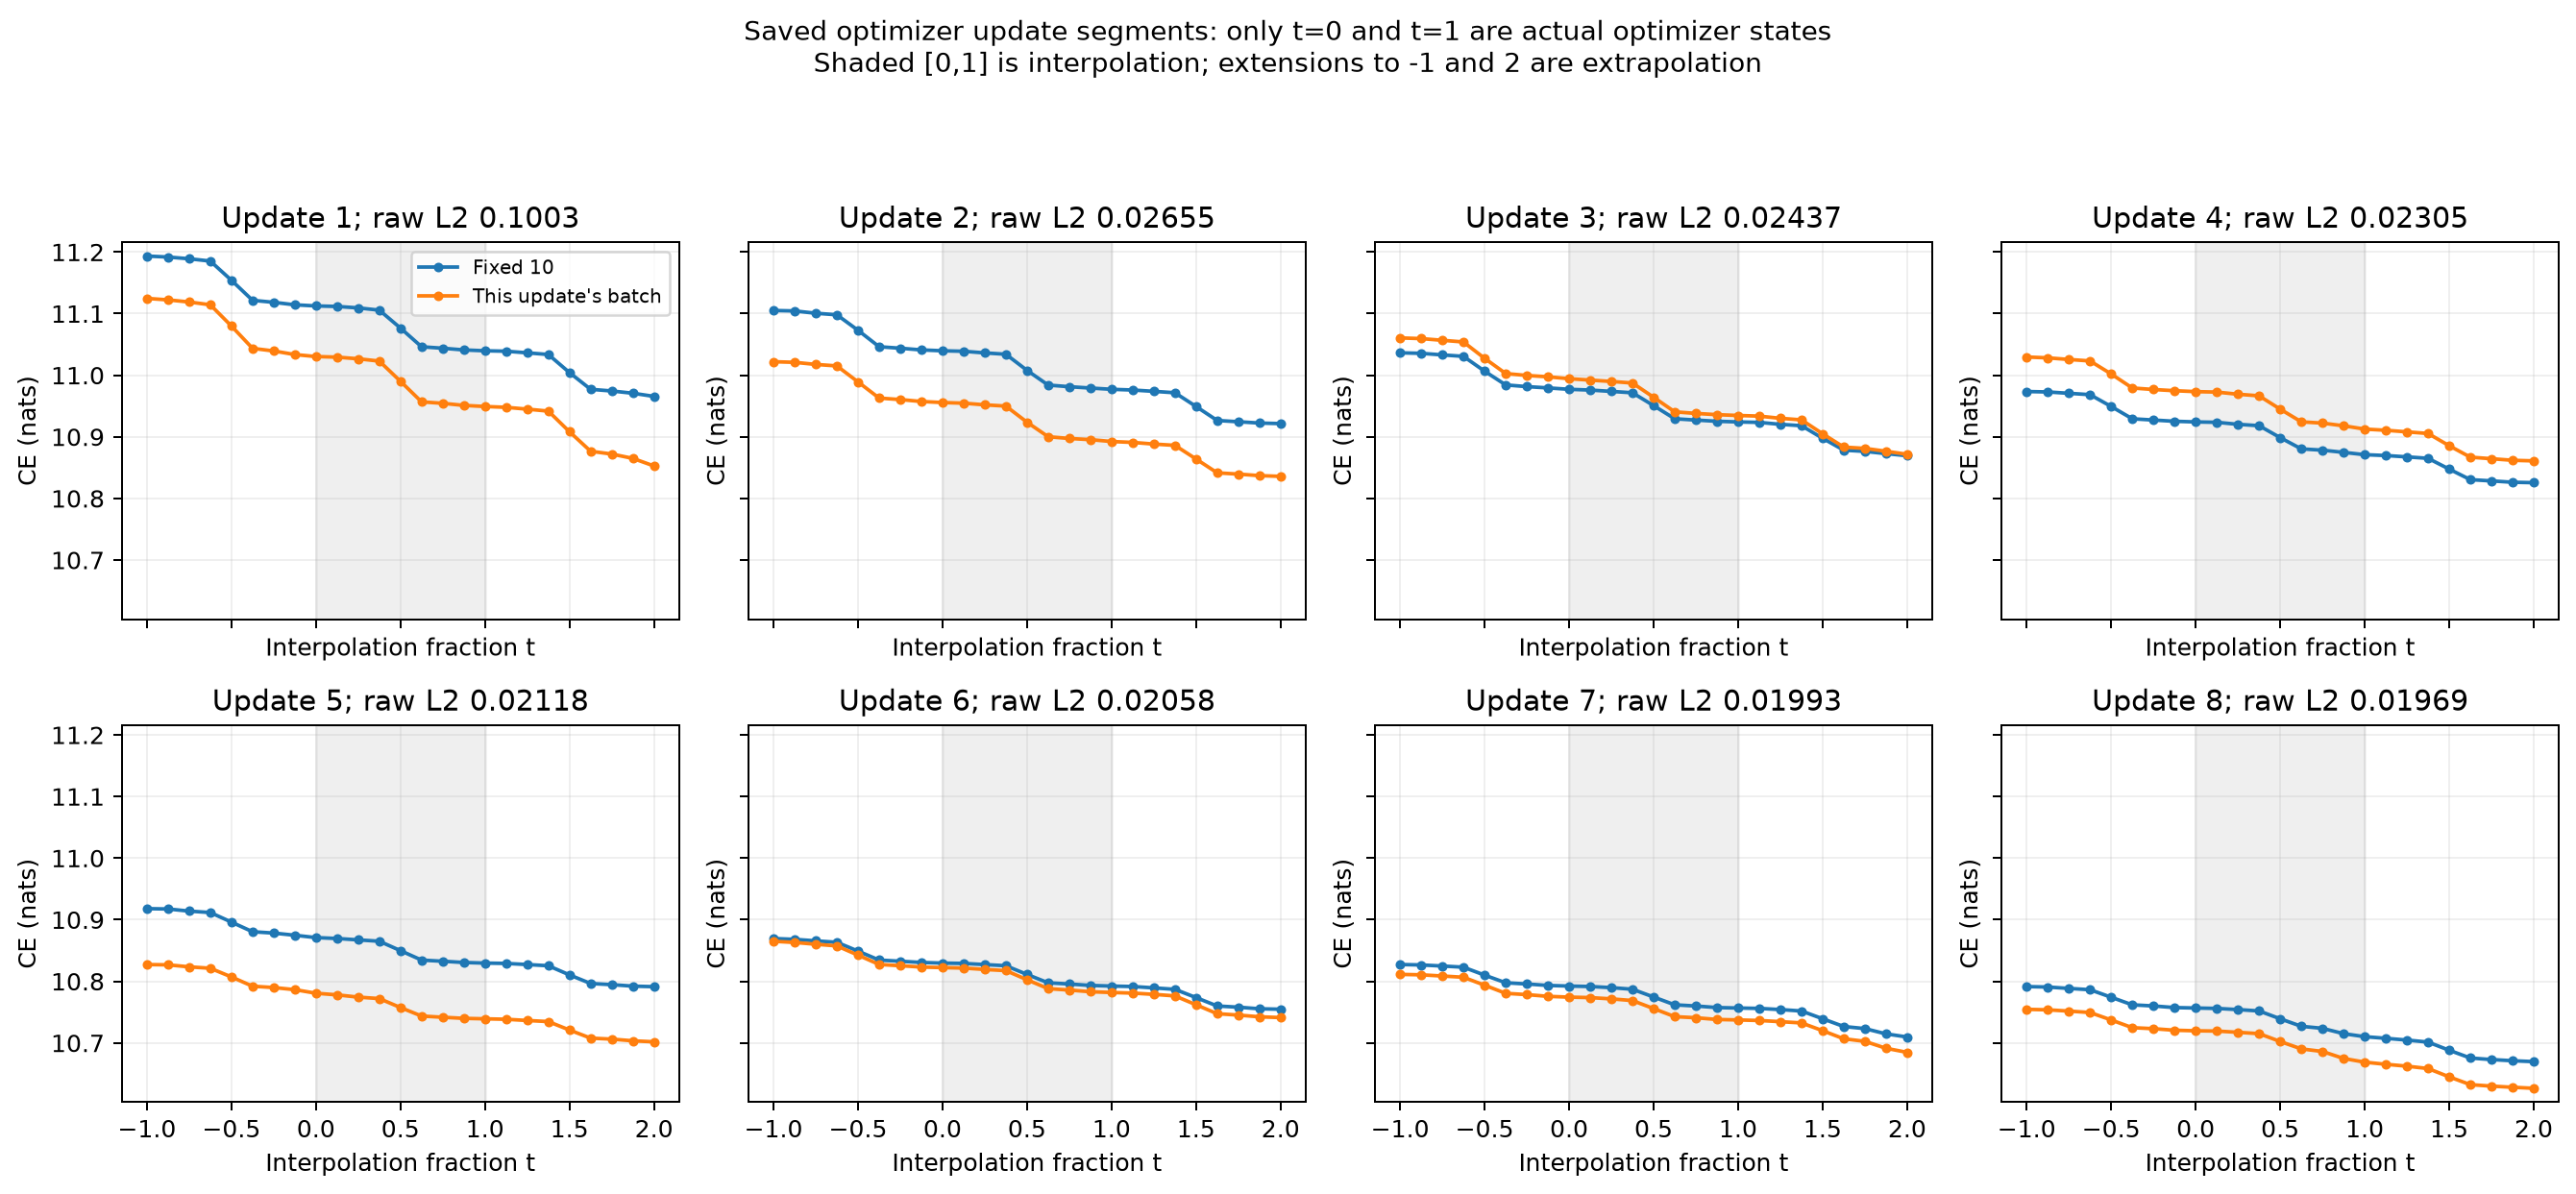 Saved optimizer update segments: only t=0 and t=1 are actual optimizer states
Shaded [0,1] is interpolation; extensions to -1 and 2 are extrapolation
Update 1; raw L2 0.1003
Update 2; raw L2 0.02655
Update 3; raw L2 0.02437
Update 4; raw L2 0.02305
Fixed 10
This update's batch
CE (nats)
11.2
11.1
11.0
10.9
10.8
10.7
CE (nats)
CE (nats)
CE (nats)
Interpolation fraction t
Interpolation fraction t
Interpolation fraction t
Interpolation fraction t
Update 5; raw L2 0.02118
Update 6; raw L2 0.02058
Update 7; raw L2 0.01993
Update 8; raw L2 0.01969
CE (nats)
11.2
11.1
11.0
10.9
10.8
10.7
CE (nats)
CE (nats)
CE (nats)
−1.0 −0.5 0.0 0.5 1.0 1.5 2.0
−1.0 −0.5 0.0 0.5 1.0 1.5 2.0
−1.0 −0.5 0.0 0.5 1.0 1.5 2.0
−1.0 −0.5 0.0 0.5 1.0 1.5 2.0
Interpolation fraction t
Interpolation fraction t
Interpolation fraction t
Interpolation fraction t